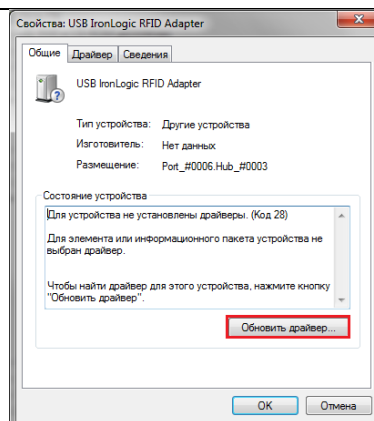 Свойства: USB IronLogic RFID Adapter
Общие Драйвер Сведения
USB IronLogic RFID Adapter
Тип устройства: Другие устройства
Изготовитель: Нет данных
Размещение: Port_#0006.Hub_#0003
Состояние устройства
Для устройства не установлены драйверы. (Код 28)
Для элемента или информационного пакета устройства не
выбран драйвер.
Чтобы найти драйвер для этого устройства, нажмите кнопку
"Обновить драйвер".
Обновить драйвер...
OK Отмена